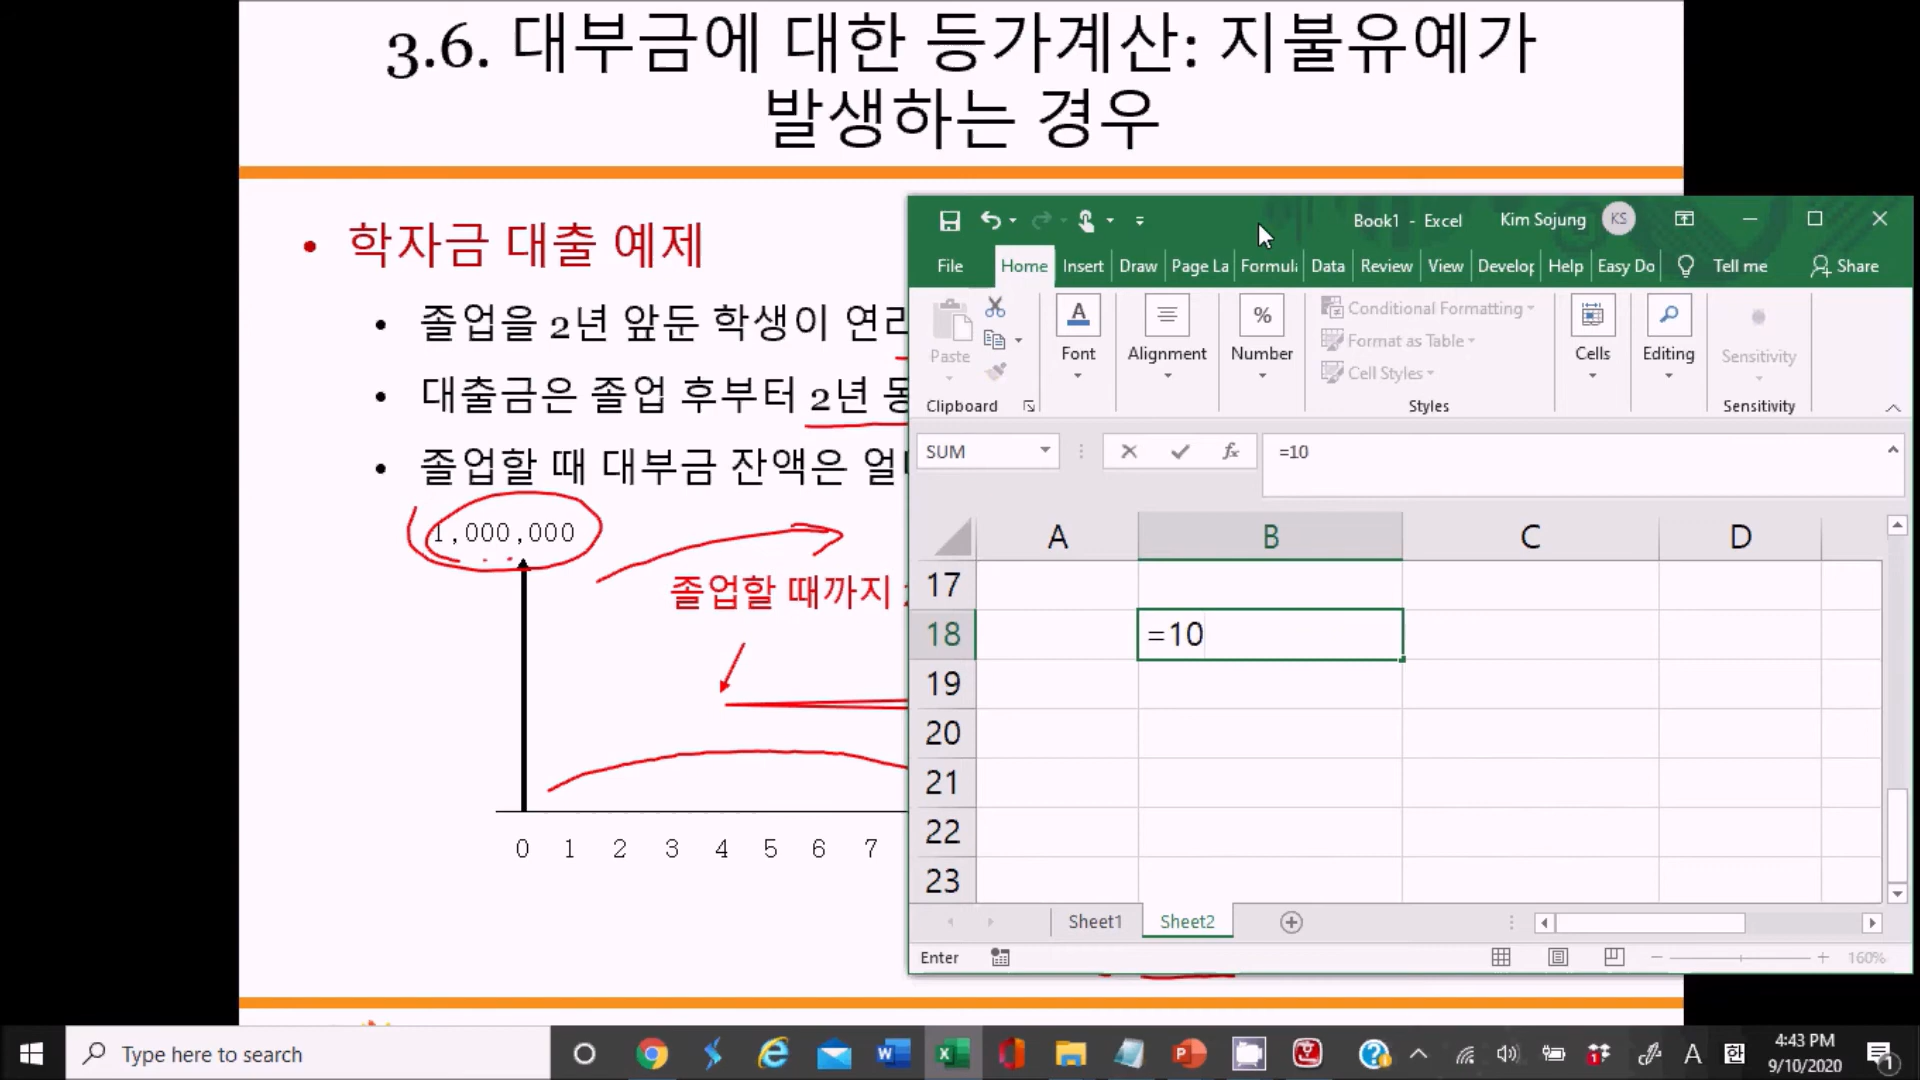 3.6. 대부금에 대한 등가계산: 지불유예가
발생하는 경우
• 학자금 대출 예제
• 졸업을 2년 앞둔 학생이 연
• 대출금은 졸업 후부터 2년
• 졸업할 때 대부금 잔액은
1,000,000
졸업할 때까지
0 1 2 3 4 5 6 7
Book1 - Excel
Kim Sojung
KS
File Home Insert Draw Page La Formul Data Review View Develop Help Easy Do Tell me Share
Paste
Clipboard
Font
Alignment
%
Number
Conditional Formatting
Format as Table
Cell Styles
Styles
Cells
Editing
Sensitivity
Sensitivity
SUM
fx
=10
A B C D
17
18 =10
19
20
21
22
23
Sheet1 Sheet2
Enter
160%
Type here to search
A 한
4:43 PM
9/10/2020
1